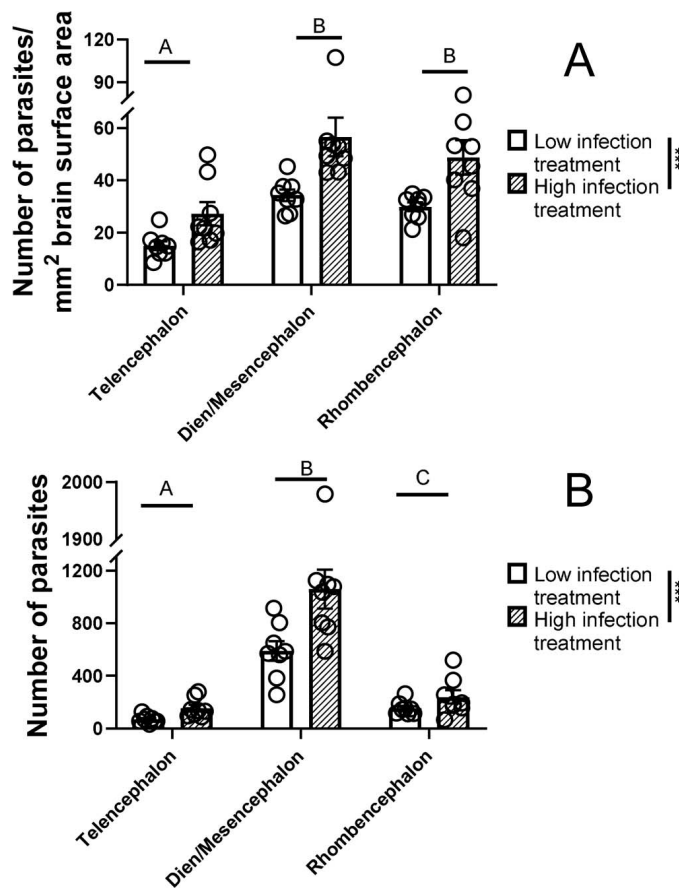 Number of parasites/
mm² brain surface area
120
90
60
40
20
0
A
B
B
Telencephalon
Dien/Mesencephalon
Rhombencephalon
A
Low infection
treatment
High infection
treatment
***
Number of parasites
2000
1900
1200
800
400
0
A
B
C
Telencephalon
Dien/Mesencephalon
Rhombencephalon
B
Low infection
treatment
High infection
treatment
***